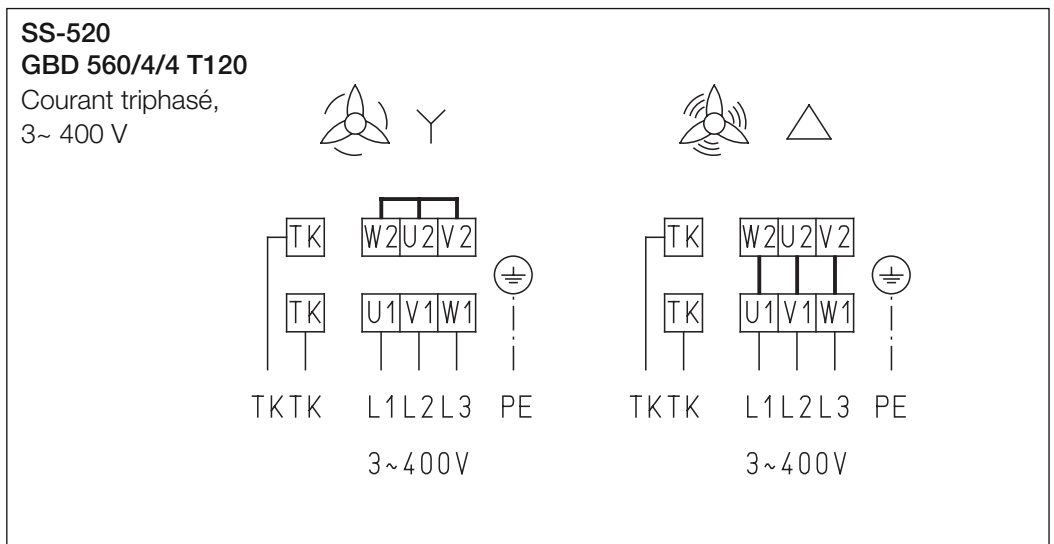 SS-520
GBD 560/4/4 T120
Courant triphasé,
3~ 400 V
TK W2 U2 V2 TK W2 U2 V2
TK U1 V1 W1 TK U1 V1 W1
TK TK L1 L2 L3 PE TK TK L1 L2 L3 PE
3~400V 3~400V